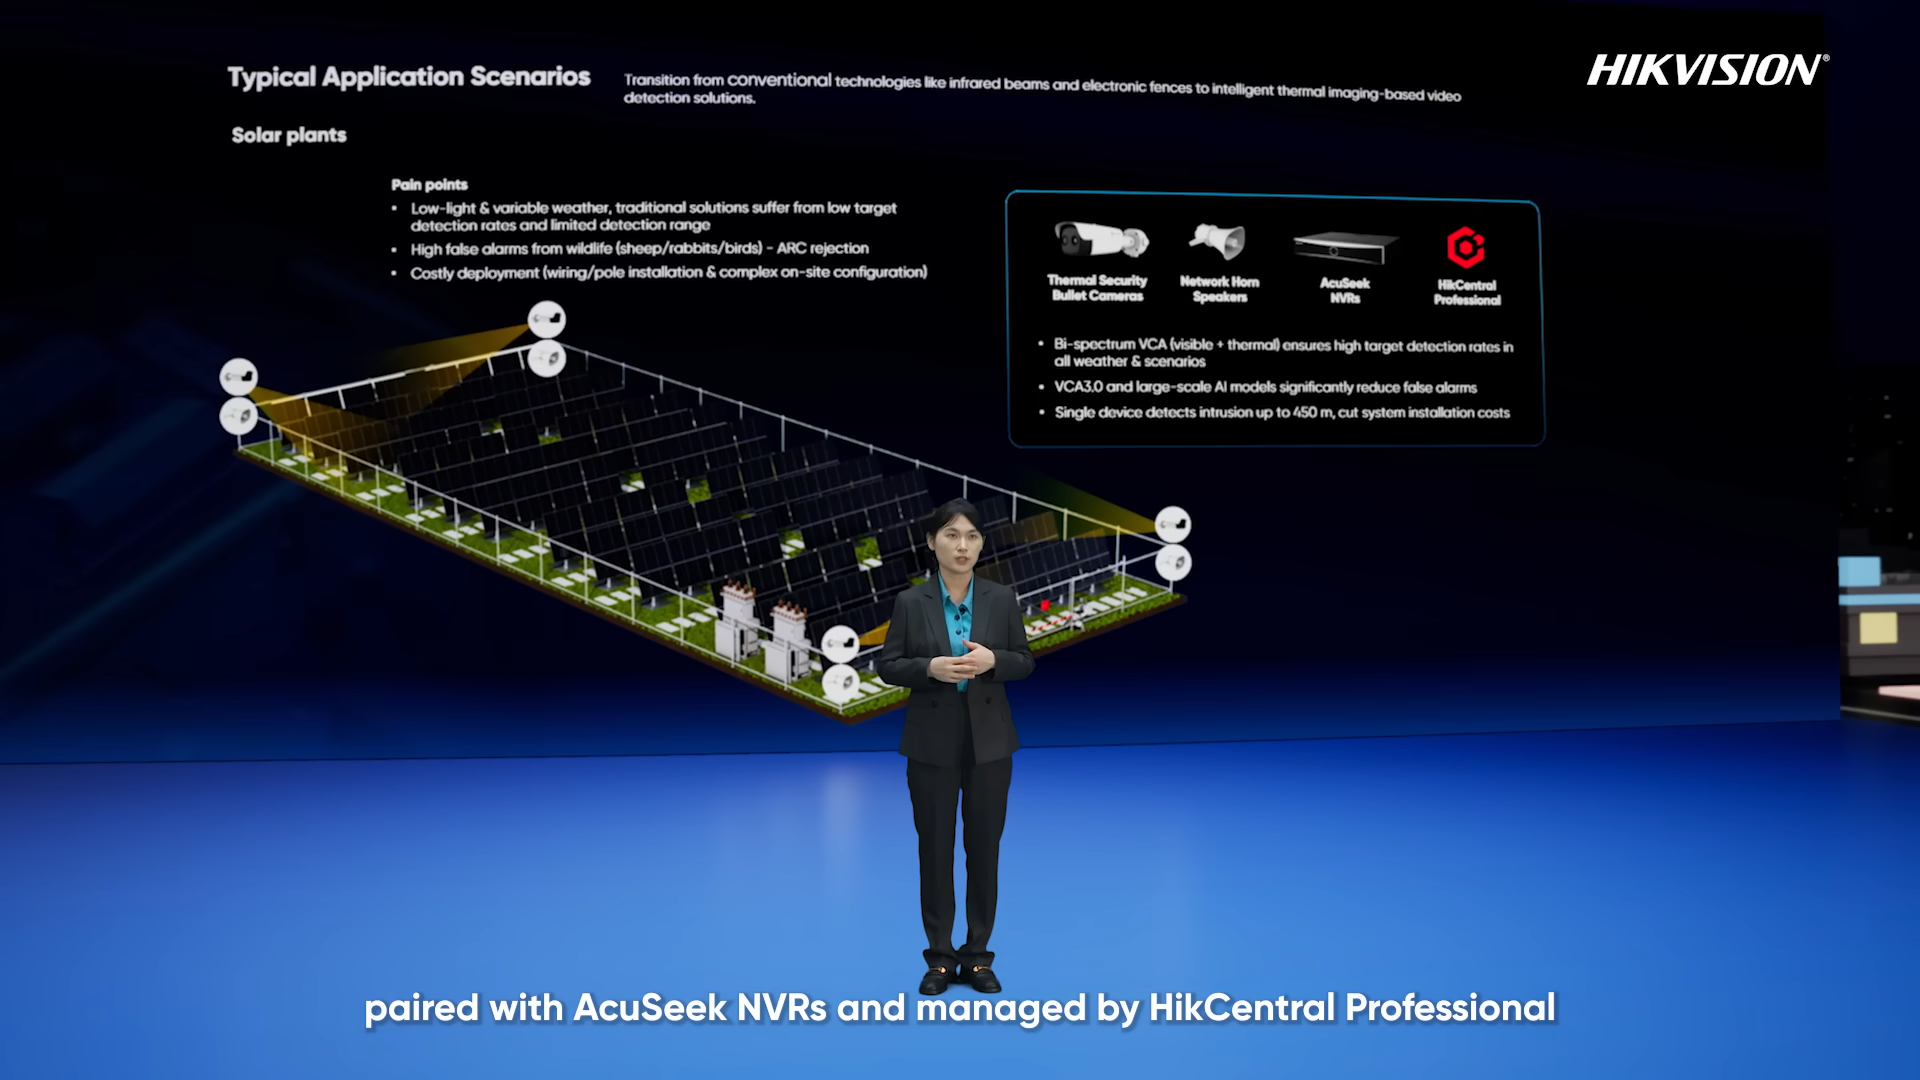 HIKVISION®
Typical Application Scenarios
Transition from conventional technologies like infrared beams and electronic fences to intelligent thermal imaging-based video
detection solutions.
Solar plants
Pain points
• Low-light & variable weather, traditional solutions suffer from low target
detection rates and limited detection range
• High false alarms from wildlife (sheep/rabbits/birds) - ARC rejection
• Costly deployment (wiring/pole installation & complex on-site configuration)
Thermal Security
Bullet Cameras
Network Horn
Speakers
AcuSeek
NVRs
HikCentral
Professional
• Bi-spectrum VCA (visible + thermal) ensures high target detection rates in
all weather & scenarios
• VCA3.0 and large-scale AI models significantly reduce false alarms
• Single device detects intrusion up to 450 m, cut system installation costs
paired with AcuSeek NVRs and managed by HikCentral Professional